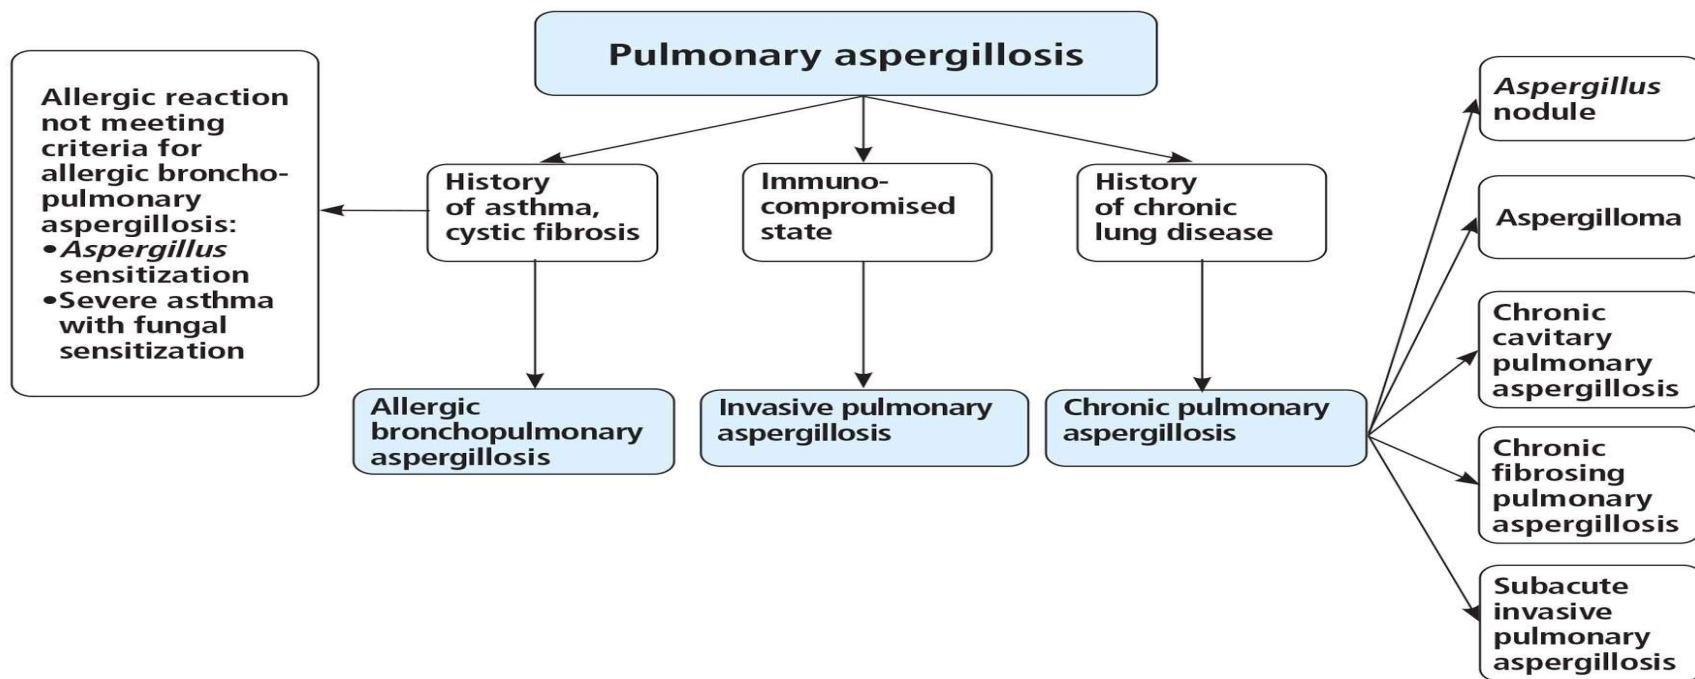 Pulmonary aspergillosis
Allergic reaction
not meeting
criteria for
allergic broncho-
pulmonary
aspergillosis:
•Aspergillus
sensitization
•Severe asthma
with fungal
sensitization
History
of asthma,
cystic fibrosis
Immuno-
compromised
state
History
of chronic
lung disease
Allergic
bronchopulmonary
aspergillosis
Invasive pulmonary
aspergillosis
Chronic pulmonary
aspergillosis
Aspergillus
nodule
Aspergilloma
Chronic
cavitary
pulmonary
aspergillosis
Chronic
fibrosing
pulmonary
aspergillosis
Subacute
invasive
pulmonary
aspergillosis